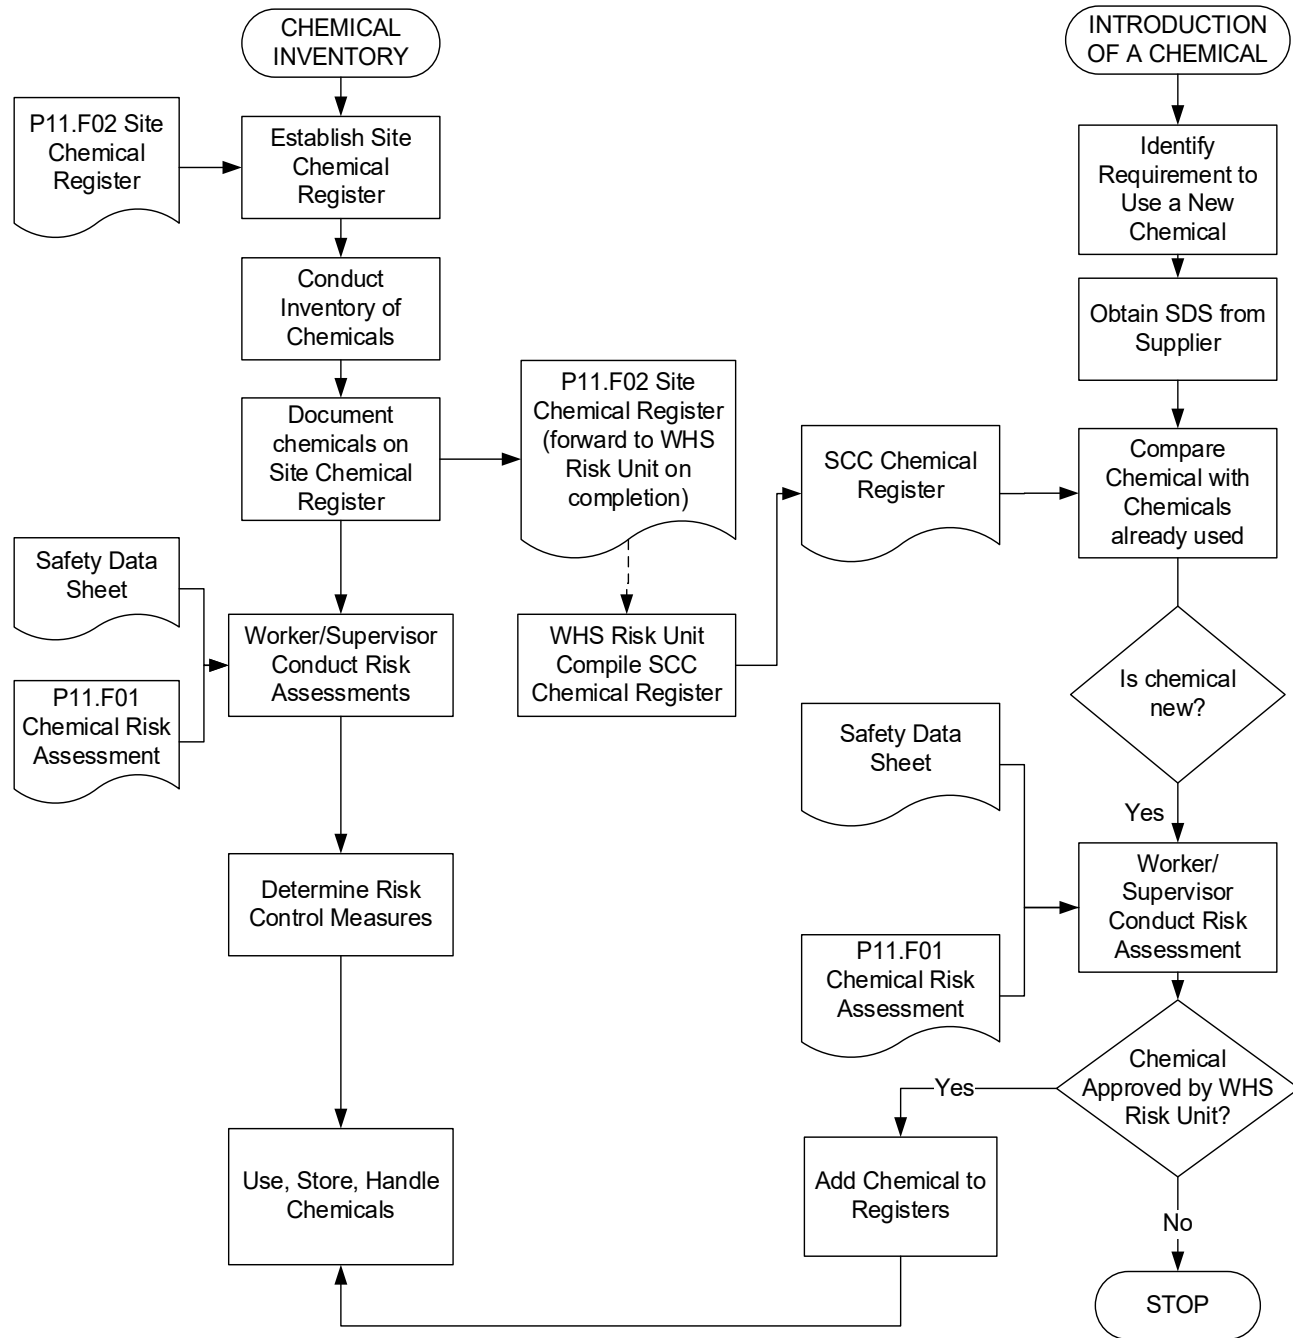 CHEMICAL
INVENTORY
INTRODUCTION
OF A CHEMICAL
P11.F02 Site
Chemical
Register
Establish Site
Chemical
Register
Identify
Requirement to
Use a New
Chemical
Conduct
Inventory of
Chemicals
Obtain SDS from
Supplier
Document
chemicals on
Site Chemical
Register
P11.F02 Site
Chemical Register
(forward to WHS
Risk Unit on
completion)
SCC Chemical
Register
Compare
Chemical with
Chemicals
already used
Safety Data
Sheet
P11.F01
Chemical Risk
Assessment
Worker/Supervisor
Conduct Risk
Assessments
WHS Risk Unit
Compile SCC
Chemical Register
Is chemical
new?
Yes
Safety Data
Sheet
P11.F01
Chemical Risk
Assessment
Worker/
Supervisor
Conduct Risk
Assessment
Determine Risk
Control Measures
Chemical
Approved by WHS
Risk Unit?
Yes
Add Chemical to
Registers
Use, Store, Handle
Chemicals
No
STOP